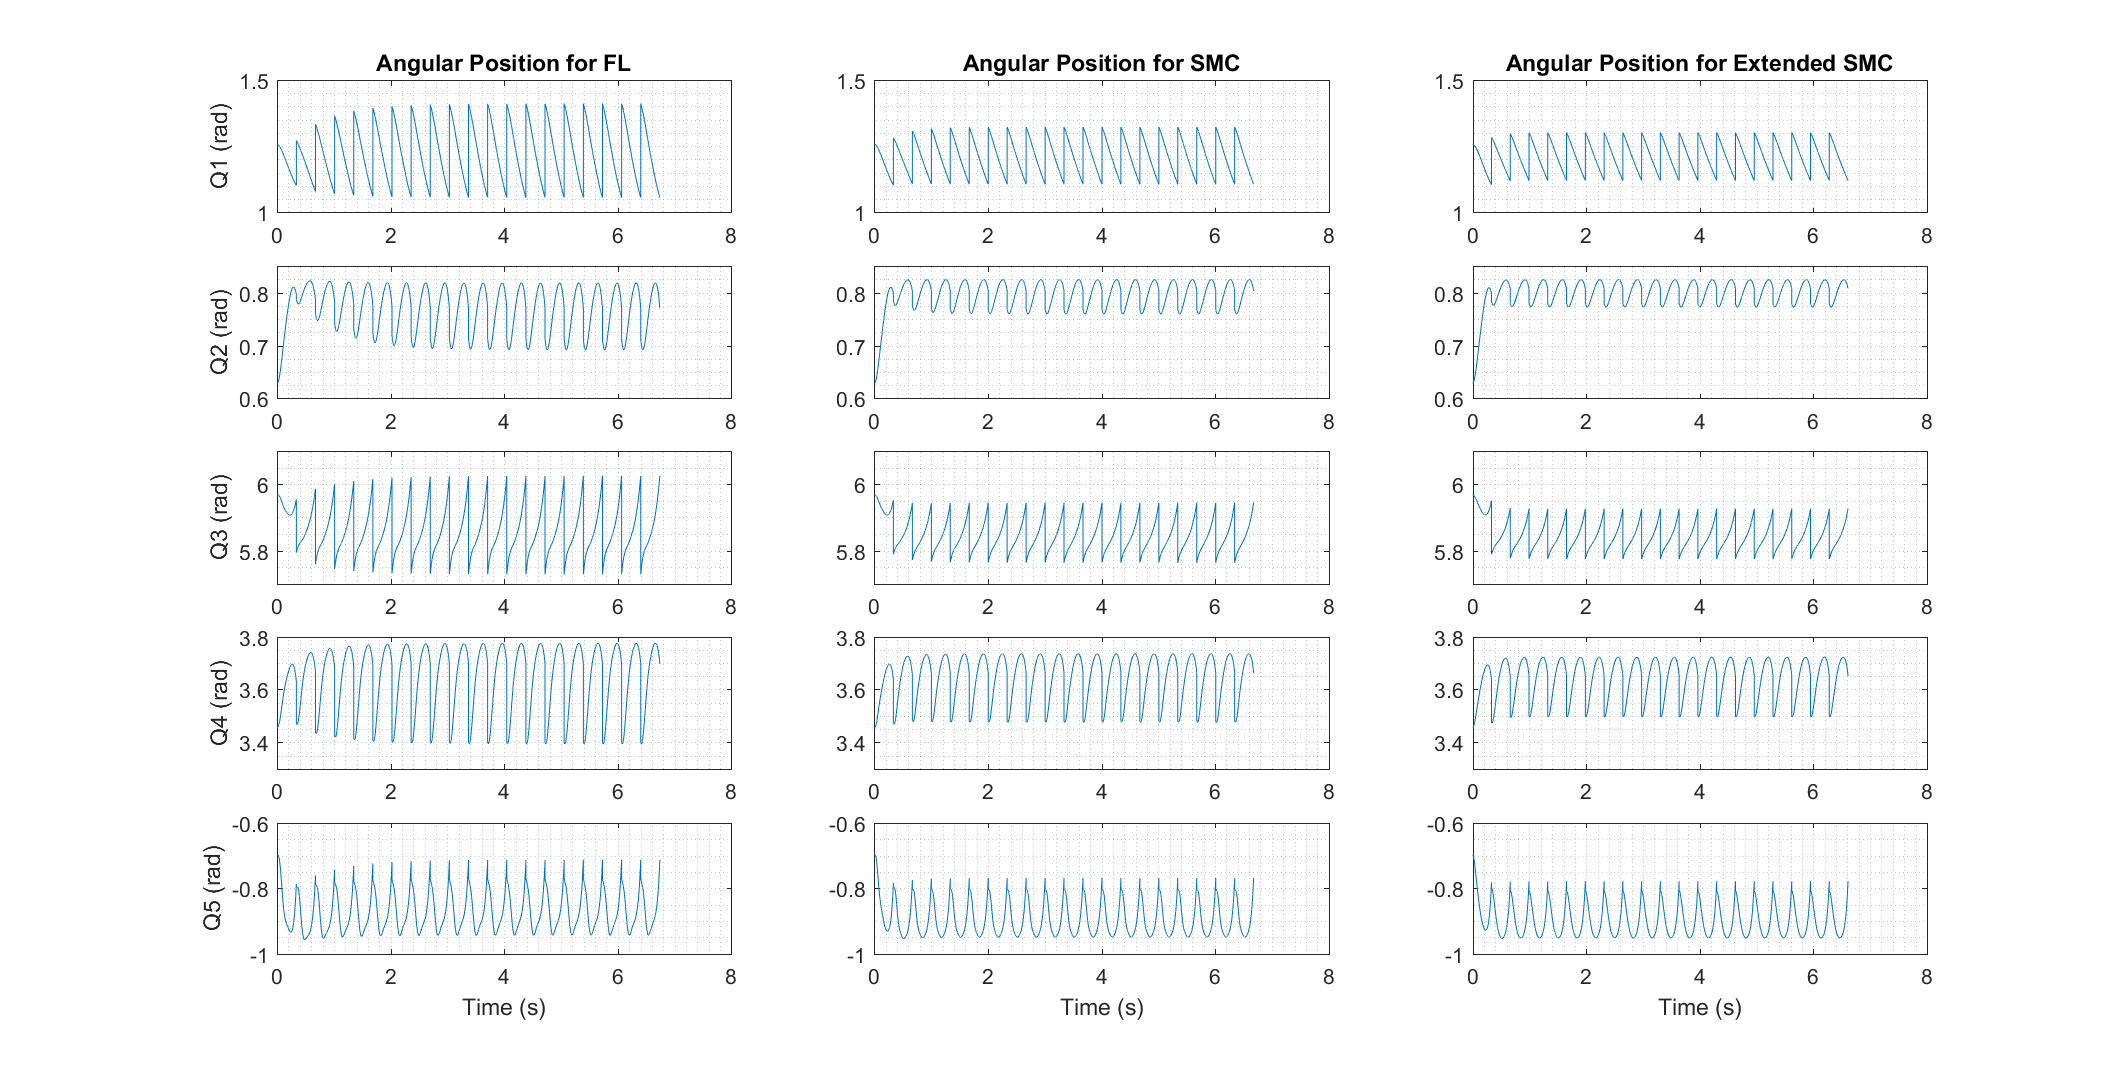 Angular Position for FL Angular Position for SMC Angular Position for Extended SMC
1.5 1.5 1.5
Q1 (rad)
1 1 1
0 2 4 6 8 0 2 4 6 8 0 2 4 6 8
0.8 0.8 0.8
Q2 (rad)
0.7 0.7 0.7
0.6 0.6 0.6
0 2 4 6 8 0 2 4 6 8 0 2 4 6 8
6 6 6
Q3 (rad)
5.8 5.8 5.8
0 2 4 6 8 0 2 4 6 8 0 2 4 6 8
3.8 3.8 3.8
Q4 (rad)
3.6 3.6 3.6
3.4 3.4 3.4
0 2 4 6 8 0 2 4 6 8 0 2 4 6 8
-0.6 -0.6 -0.6
Q5 (rad)
-0.8 -0.8 -0.8
-1 -1 -1
0 2 4 6 8 0 2 4 6 8 0 2 4 6 8
Time (s) Time (s) Time (s)